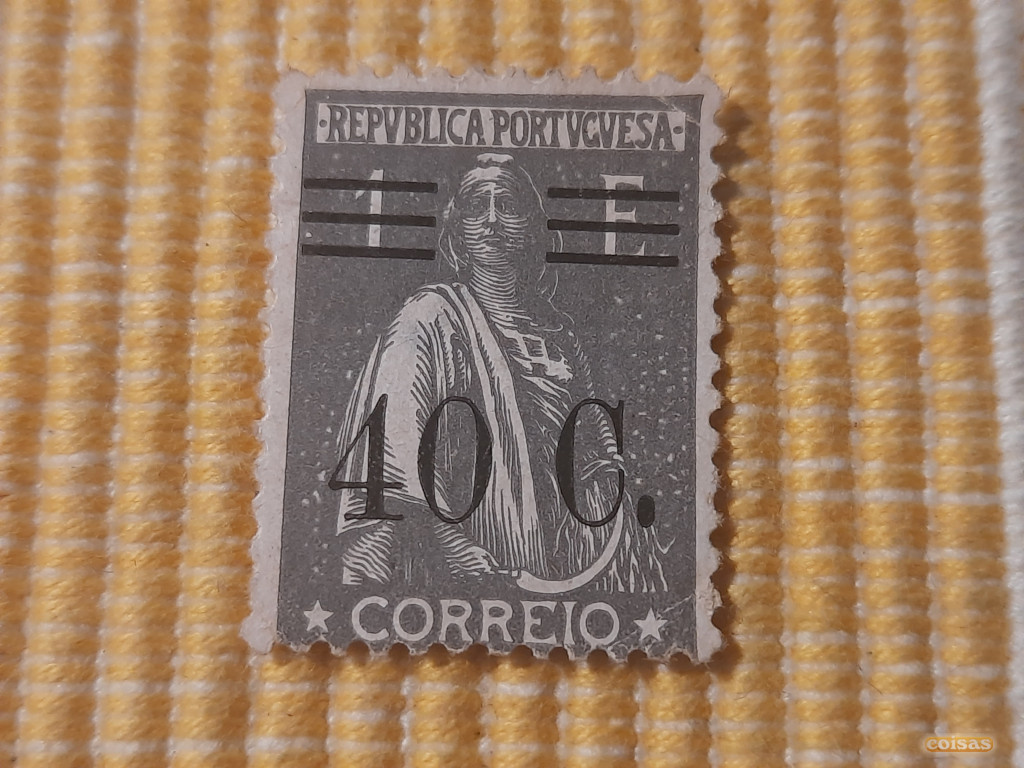 ·REPVBLICA PORTVGVESA·
1 E
40 C.
★ CORREIO ★
coisas